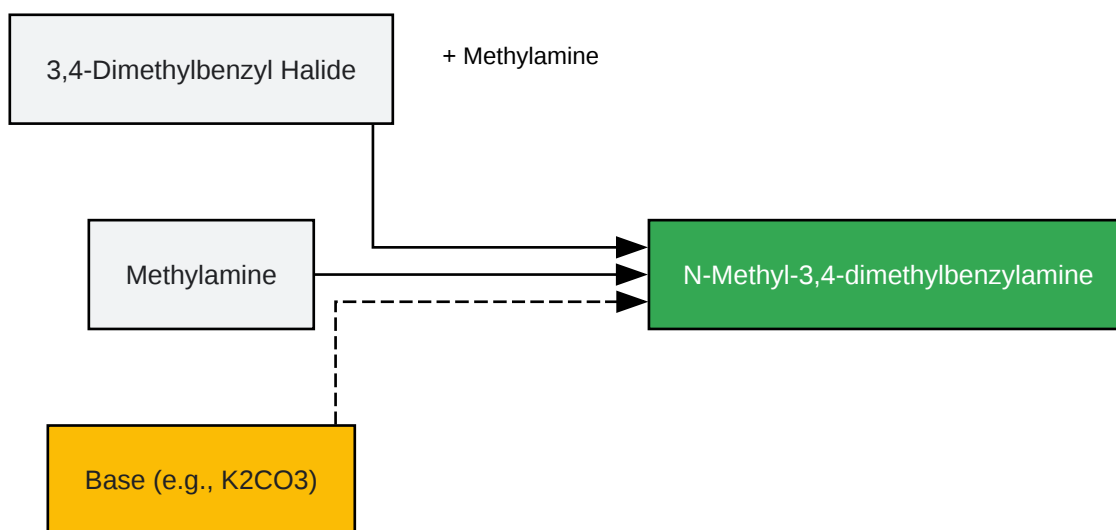 3,4-Dimethylbenzyl Halide
+ Methylamine
Methylamine
N-Methyl-3,4-dimethylbenzylamine
Base (e.g., K2CO3)